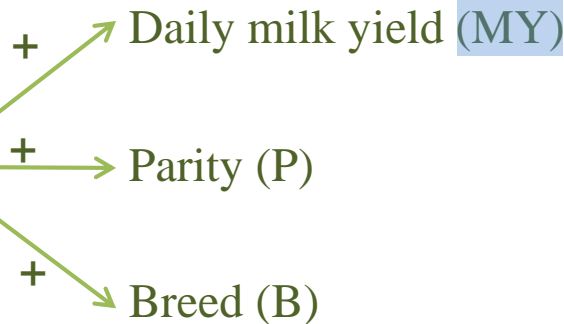 + Daily milk yield (MY)
+ Parity (P)
+ Breed (B)